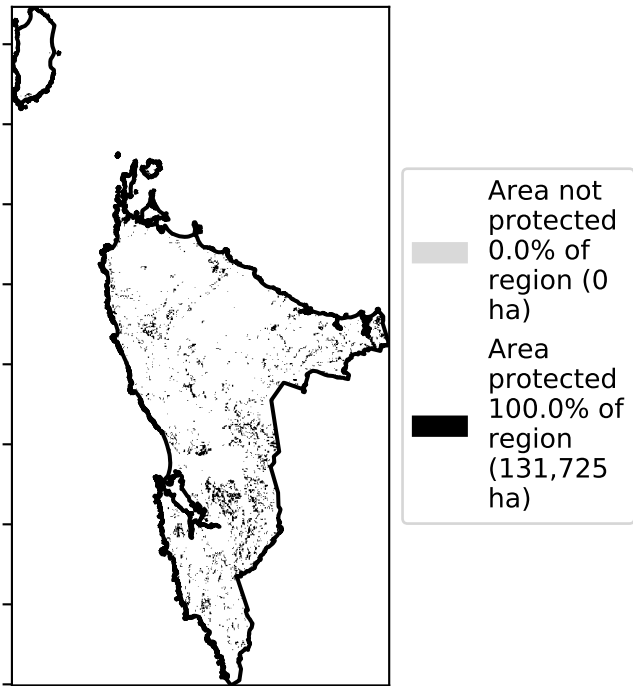 Area not
protected
0.0% of
region (0
ha)
Area
protected
100.0% of
region
(131,725
ha)